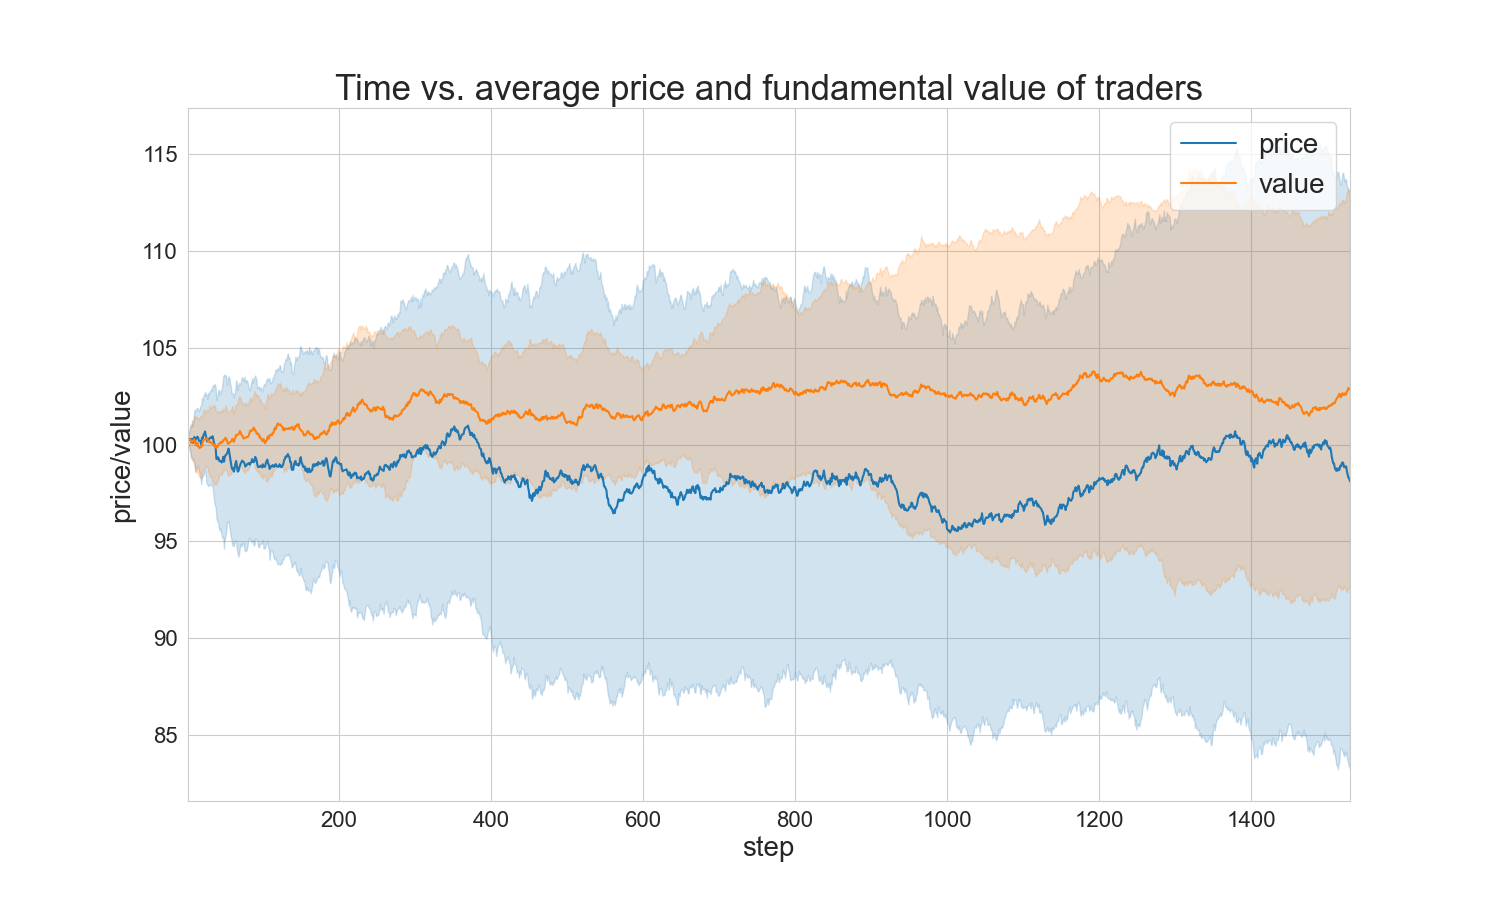 Time vs. average price and fundamental value of traders
price
value
115
110
105
100
95
90
85
price/value
200 400 600 800 1000 1200 1400
step